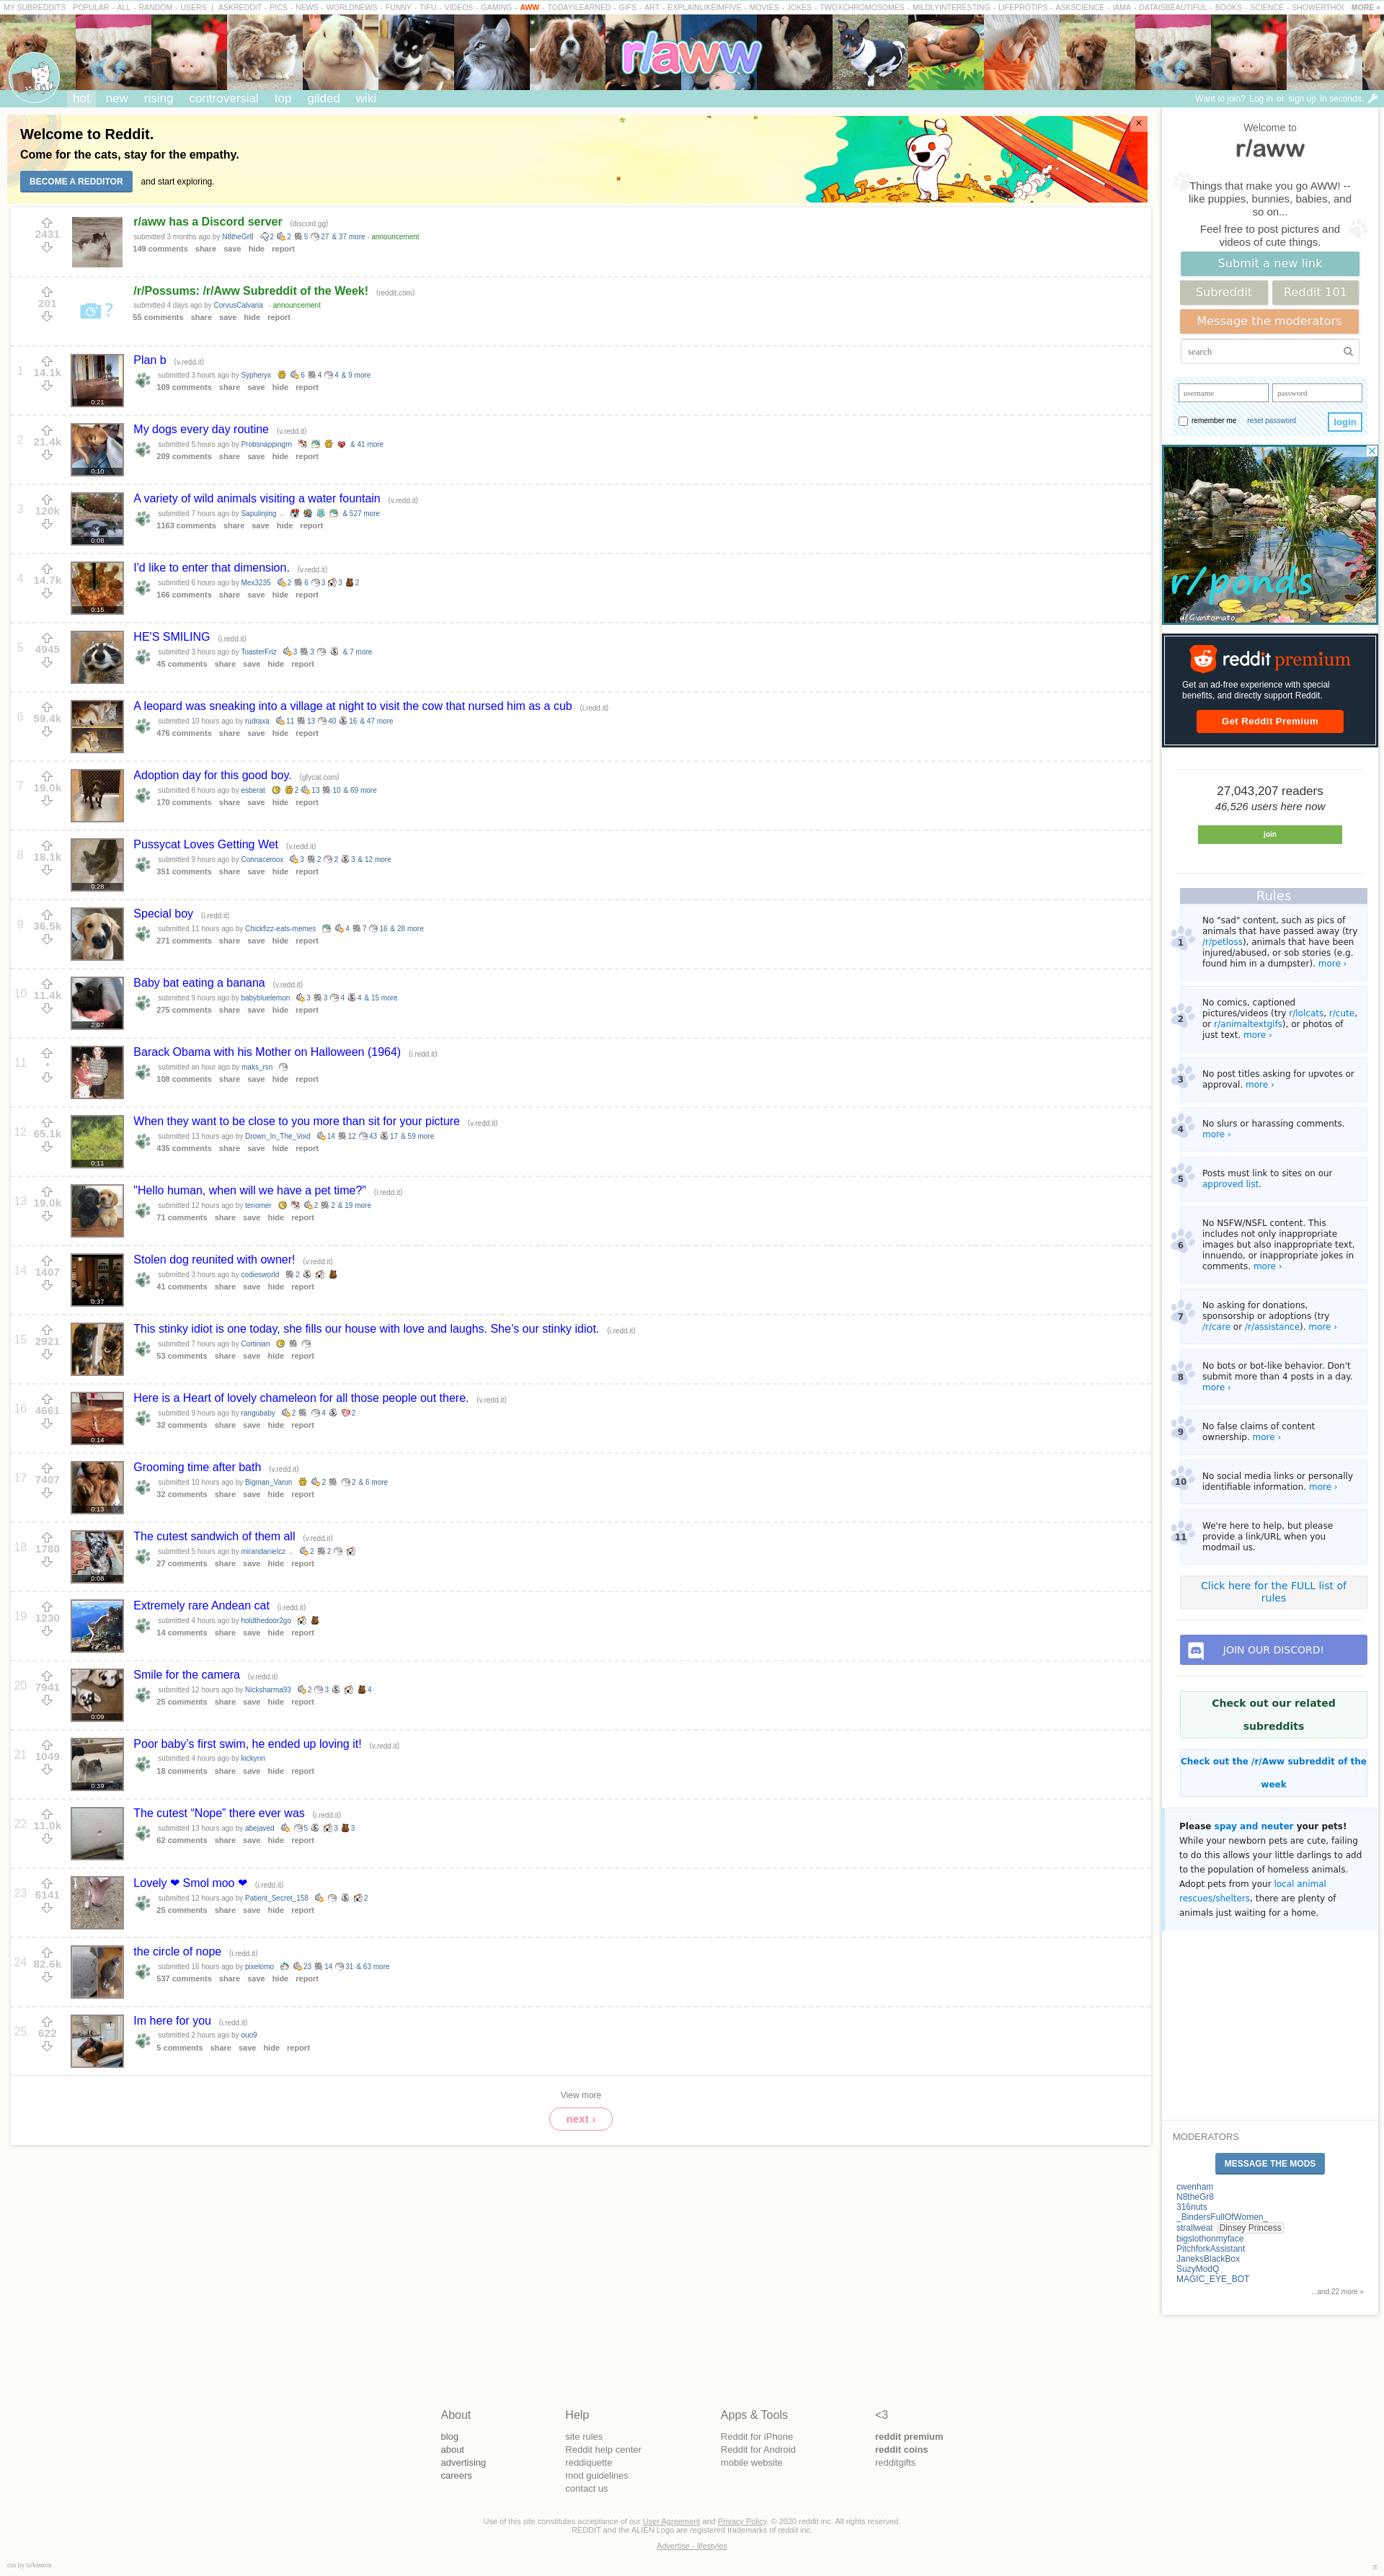 MY SUBREDDITS POPULAR - ALL - RANDOM - USERS | ASKREDDIT - PICS - NEWS - WORLDNEWS - FUNNY - TIFU - VIDEOS - GAMING - AWW - TODAYILEARNED - GIFS - ART - EXPLAINLIKEIMFIVE - MOVIES - JOKES - TWOXCHROMOSOMES - MILDLYINTERESTING - LIFEPROTIPS - ASKSCIENCE - IAMA - DATAISBEAUTIFUL - BOOKS - SCIENCE - SHOWERTHOU MORE »
r/aww
hot new rising controversial top gilded wiki
Want to join? Log in or sign up in seconds.
Welcome to Reddit.
Come for the cats, stay for the empathy.
BECOME A REDDITOR and start exploring.
×
2431
r/aww has a Discord server (discord.gg)
submitted 3 months ago by N8theGr8 2 2 5 27 & 37 more - announcement
149 comments share save hide report
201
/r/Possums: /r/Aww Subreddit of the Week! (reddit.com)
submitted 4 days ago by CorvusCalvaria - announcement
55 comments share save hide report
1 14.1k
0:21
Plan b (v.redd.it)
submitted 3 hours ago by Sypheryx 6 4 4 & 9 more
109 comments share save hide report
2 21.4k
0:10
My dogs every day routine (v.redd.it)
submitted 5 hours ago by Probsnappingrn & 41 more
209 comments share save hide report
3 120k
0:08
A variety of wild animals visiting a water fountain (v.redd.it)
submitted 7 hours ago by Sapulinjing & 527 more
1163 comments share save hide report
4 14.7k
0:15
I'd like to enter that dimension. (v.redd.it)
submitted 6 hours ago by Mex3235 2 6 3 3 2
166 comments share save hide report
5 4945
HE'S SMILING (i.redd.it)
submitted 3 hours ago by ToasterFriz 3 3 & 7 more
45 comments share save hide report
6 59.4k
A leopard was sneaking into a village at night to visit the cow that nursed him as a cub (i.redd.it)
submitted 10 hours ago by rudraxa 11 13 40 16 & 47 more
476 comments share save hide report
7 19.0k
Adoption day for this good boy. (gfycat.com)
submitted 8 hours ago by esberat 2 13 10 & 69 more
170 comments share save hide report
8 18.1k
0:28
Pussycat Loves Getting Wet (v.redd.it)
submitted 9 hours ago by Connacemox 3 2 2 3 & 12 more
351 comments share save hide report
9 36.5k
Special boy (i.redd.it)
submitted 11 hours ago by Chickfizz-eats-memes 4 7 16 & 28 more
271 comments share save hide report
10 11.4k
2:07
Baby bat eating a banana (v.redd.it)
submitted 9 hours ago by babybluelemon 3 3 4 4 & 15 more
275 comments share save hide report
11 •
Barack Obama with his Mother on Halloween (1964) (i.redd.it)
submitted an hour ago by maks_rsn
108 comments share save hide report
12 65.1k
0:11
When they want to be close to you more than sit for your picture (v.redd.it)
submitted 13 hours ago by Drown_In_The_Void 14 12 43 17 & 59 more
435 comments share save hide report
13 19.0k
"Hello human, when will we have a pet time?" (i.redd.it)
submitted 12 hours ago by tenomer 2 2 & 19 more
71 comments share save hide report
14 1407
0:37
Stolen dog reunited with owner! (v.redd.it)
submitted 3 hours ago by codiesworld 2
41 comments share save hide report
15 2921
This stinky idiot is one today, she fills our house with love and laughs. She's our stinky idiot. (i.redd.it)
submitted 7 hours ago by Cortinian
53 comments share save hide report
16 4661
0:14
Here is a Heart of lovely chameleon for all those people out there. (v.redd.it)
submitted 9 hours ago by rangubaby 2 4 2
32 comments share save hide report
17 7407
0:13
Grooming time after bath (v.redd.it)
submitted 10 hours ago by Bigman_Varun 2 2 & 6 more
32 comments share save hide report
18 1780
0:08
The cutest sandwich of them all (v.redd.it)
submitted 5 hours ago by mirandanielcz 2 2
27 comments share save hide report
19 1230
Extremely rare Andean cat (i.redd.it)
submitted 4 hours ago by holdthedoor2go
14 comments share save hide report
20 7941
0:09
Smile for the camera (v.redd.it)
submitted 12 hours ago by Nicksharma93 2 3 4
25 comments share save hide report
21 1049
0:39
Poor baby's first swim, he ended up loving it! (v.redd.it)
submitted 4 hours ago by kickynn
18 comments share save hide report
22 11.0k
The cutest “Nope” there ever was (i.redd.it)
submitted 13 hours ago by abejaved 5 3 3
62 comments share save hide report
23 6141
Lovely ❤ Smol moo ❤ (i.redd.it)
submitted 12 hours ago by Patient_Secret_158 2
25 comments share save hide report
24 82.6k
the circle of nope (i.redd.it)
submitted 16 hours ago by pixelomo 23 14 31 & 63 more
537 comments share save hide report
25 622
Im here for you (i.redd.it)
submitted 2 hours ago by ouo9
5 comments share save hide report
View more
next ›
Welcome to
r/aww
Things that make you go AWW! --
like puppies, bunnies, babies, and
so on...
Feel free to post pictures and
videos of cute things.
Submit a new link
Subreddit Reddit 101
Message the moderators
search
username password
remember me reset password login
r/ponds
u/Giantomato
reddit premium
Get an ad-free experience with special
benefits, and directly support Reddit.
Get Reddit Premium
27,043,207 readers
46,526 users here now
join
Rules
1 No "sad" content, such as pics of
animals that have passed away (try
/r/petloss), animals that have been
injured/abused, or sob stories (e.g.
found him in a dumpster). more ›
2 No comics, captioned
pictures/videos (try r/lolcats, r/cute,
or r/animaltextgifs), or photos of
just text. more ›
3 No post titles asking for upvotes or
approval. more ›
4 No slurs or harassing comments.
more ›
5 Posts must link to sites on our
approved list.
6 No NSFW/NSFL content. This
includes not only inappropriate
images but also inappropriate text,
innuendo, or inappropriate jokes in
comments. more ›
7 No asking for donations,
sponsorship or adoptions (try
/r/care or /r/assistance). more ›
8 No bots or bot-like behavior. Don't
submit more than 4 posts in a day.
more ›
9 No false claims of content
ownership. more ›
10 No social media links or personally
identifiable information. more ›
11 We're here to help, but please
provide a link/URL when you
modmail us.
Click here for the FULL list of
rules
JOIN OUR DISCORD!
Check out our related
subreddits
Check out the /r/Aww subreddit of the
week
Please spay and neuter your pets!
While your newborn pets are cute, failing
to do this allows your little darlings to add
to the population of homeless animals.
Adopt pets from your local animal
rescues/shelters, there are plenty of
animals just waiting for a home.
MODERATORS
MESSAGE THE MODS
cwenham
N8theGr8
316nuts
_BindersFullOfWomen_
strallweat Dinsey Princess
bigslothonmyface
PitchforkAssistant
JaneksBlackBox
SuzyModQ
MAGIC_EYE_BOT
...and 22 more »
About
blog
about
advertising
careers
Help
site rules
Reddit help center
reddiquette
mod guidelines
contact us
Apps & Tools
Reddit for iPhone
Reddit for Android
mobile website
<3
reddit premium
reddit coins
redditgifts
Use of this site constitutes acceptance of our User Agreement and Privacy Policy. © 2020 reddit inc. All rights reserved.
REDDIT and the ALIEN Logo are registered trademarks of reddit inc.
Advertise - lifestyles
css by /u/kwwxis
π